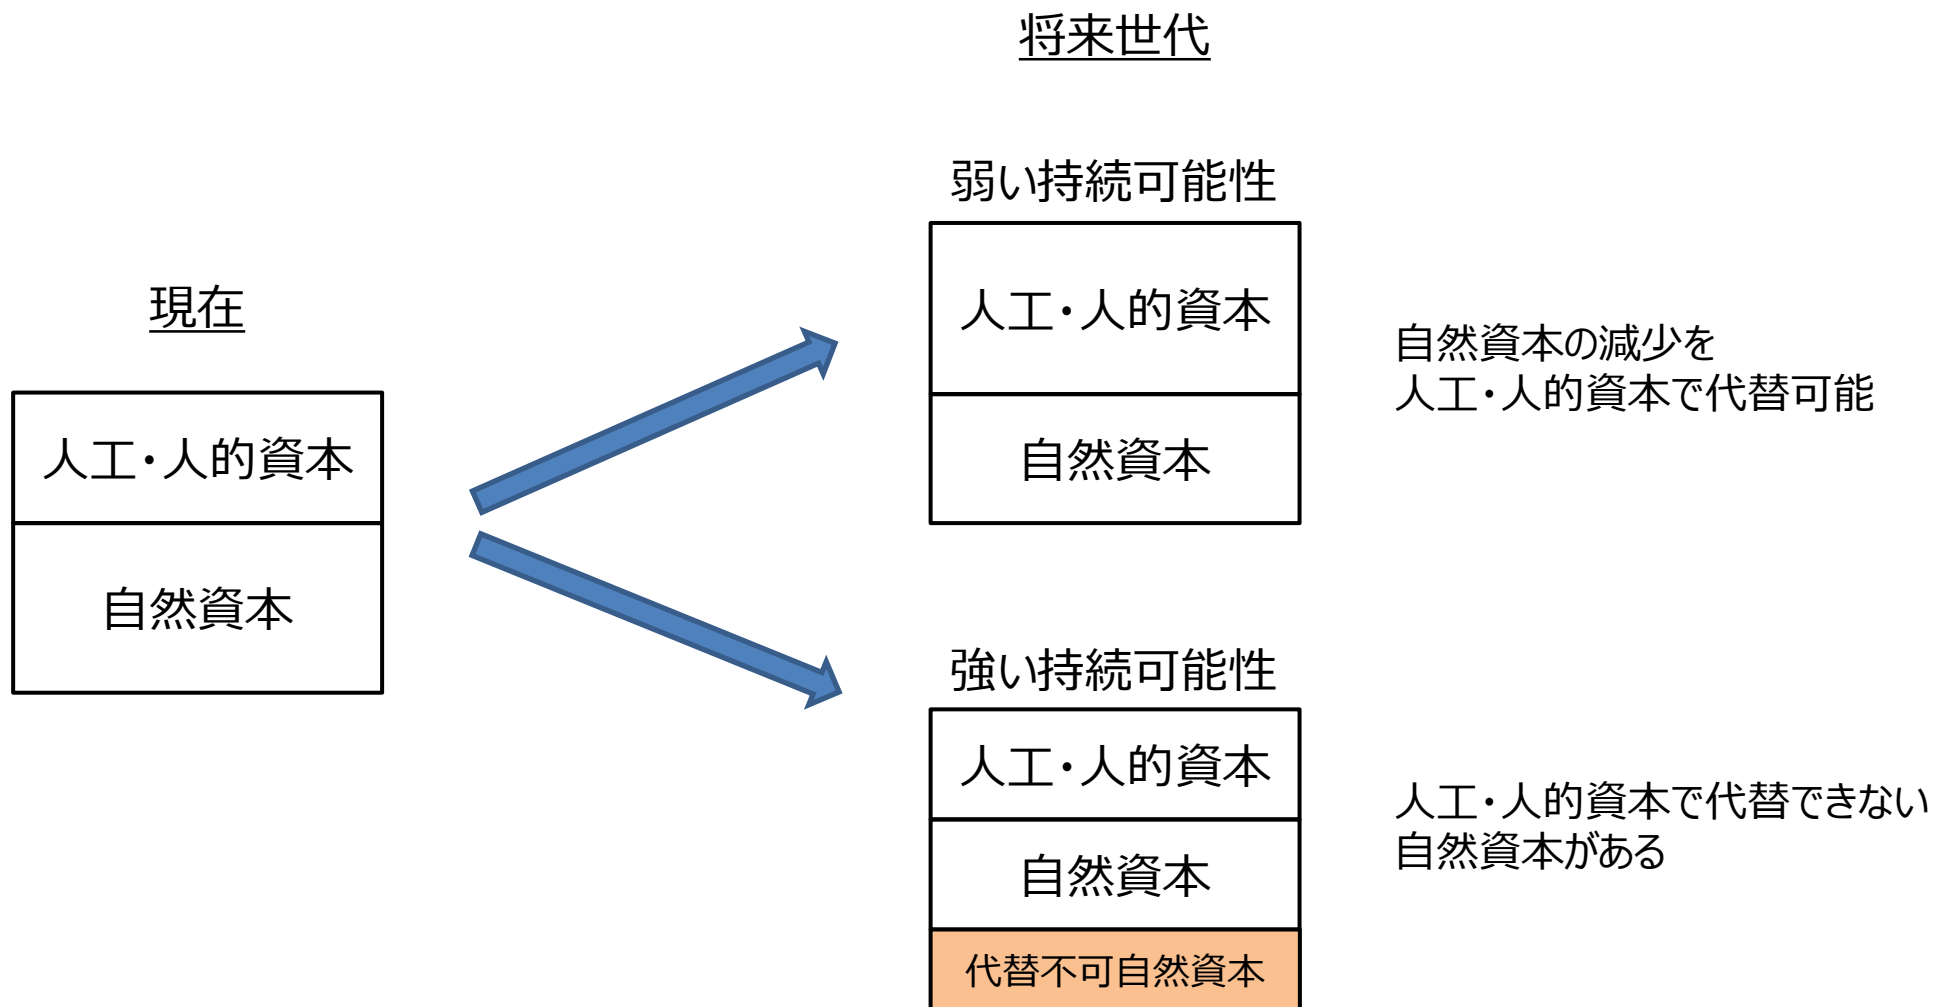 将来世代
弱い持続可能性
現在
人工・人的資本
自然資本
人工・人的資本
自然資本
自然資本の減少を
人工・人的資本で代替可能
強い持続可能性
人工・人的資本
自然資本
代替不可自然資本
人工・人的資本で代替できない
自然資本がある